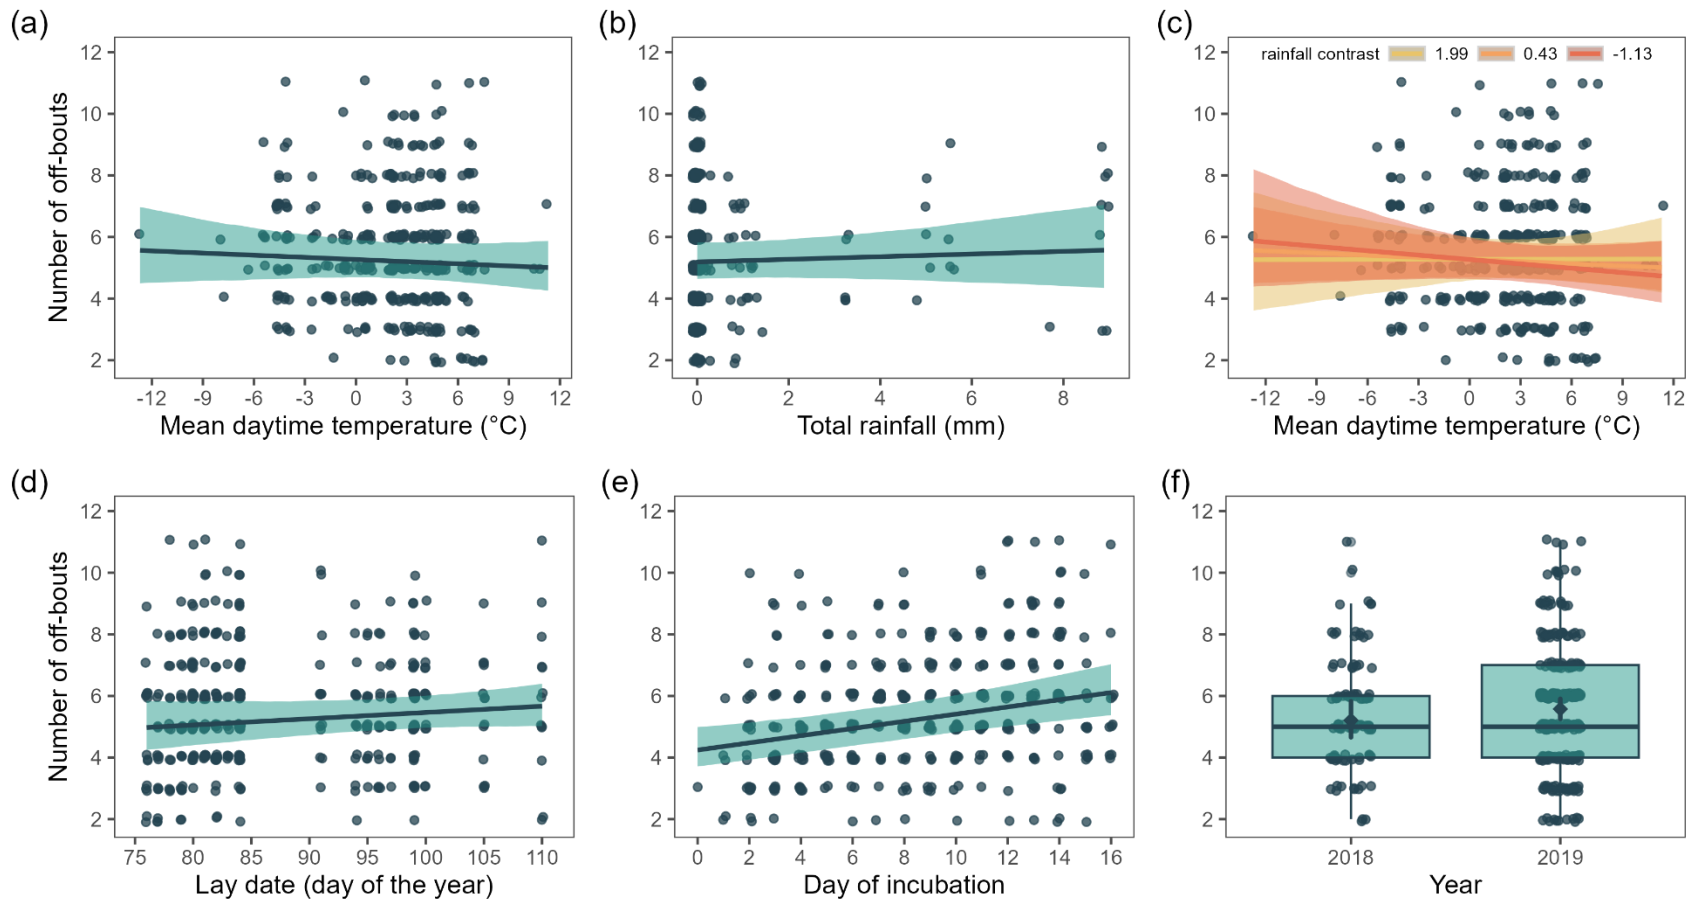 (a)
(b)
(c)
12
10
8
6
4
2
Number of off-bouts
-12 -9 -6 -3 0 3 6 9 12
Mean daytime temperature (°C)
12
10
8
6
4
2
0 2 4 6 8
Total rainfall (mm)
rainfall contrast 1.99 0.43 -1.13
12
10
8
6
4
2
-12 -9 -6 -3 0 3 6 9 12
Mean daytime temperature (°C)
(d)
(e)
(f)
12
10
8
6
4
2
Number of off-bouts
75 80 85 90 95 100 105 110
Lay date (day of the year)
12
10
8
6
4
2
0 2 4 6 8 10 12 14 16
Day of incubation
12
10
8
6
4
2
2018 2019
Year